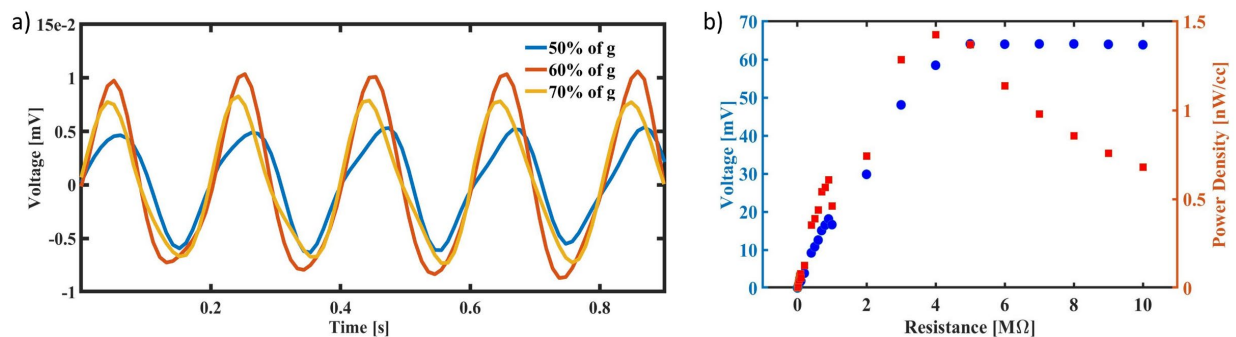 a)
15e-2
1
0.5
0
-0.5
-1
Voltage [mV]
50% of g
60% of g
70% of g
0.2
0.4
0.6
0.8
Time [s]
b)
70
60
50
40
30
20
10
0
Voltage [mV]
0
2
4
6
8
10
Resistance [MΩ]
1.5
1
0.5
0
Power Density [nW/cc]